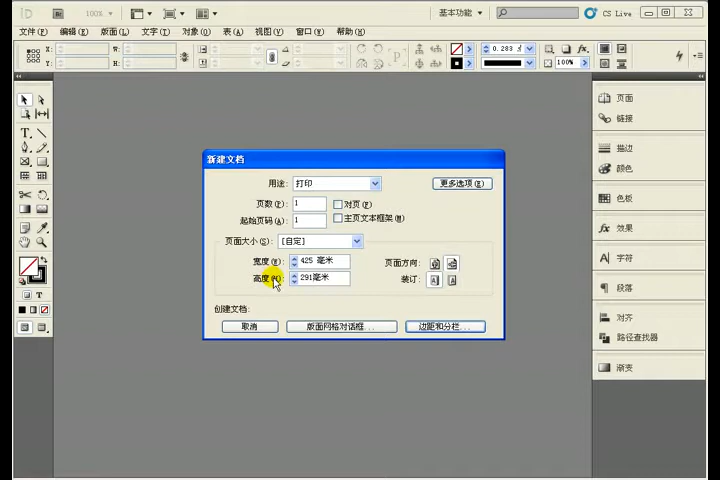 iD Br 100% 基本功能 CS Live
文件(F) 编辑(E) 版面(L) 文字(T) 对象(O) 表(A) 视图(V) 窗口(W) 帮助(H)
X: W: 0.283
Y: H: 100%
页面
链接
描边
颜色
色板
效果
字符
段落
对齐
路径查找器
渐变
新建文档
用途: 打印 更多选项(R)
页数(P): 1 对页(F)
起始页码(A): 1 主页文本框架(M)
页面大小(S): [自定]
宽度(W): 425 毫米 页面方向:
高度(H): 291毫米 装订:
创建文档:
取消 版面网格对话框... 边距和分栏...